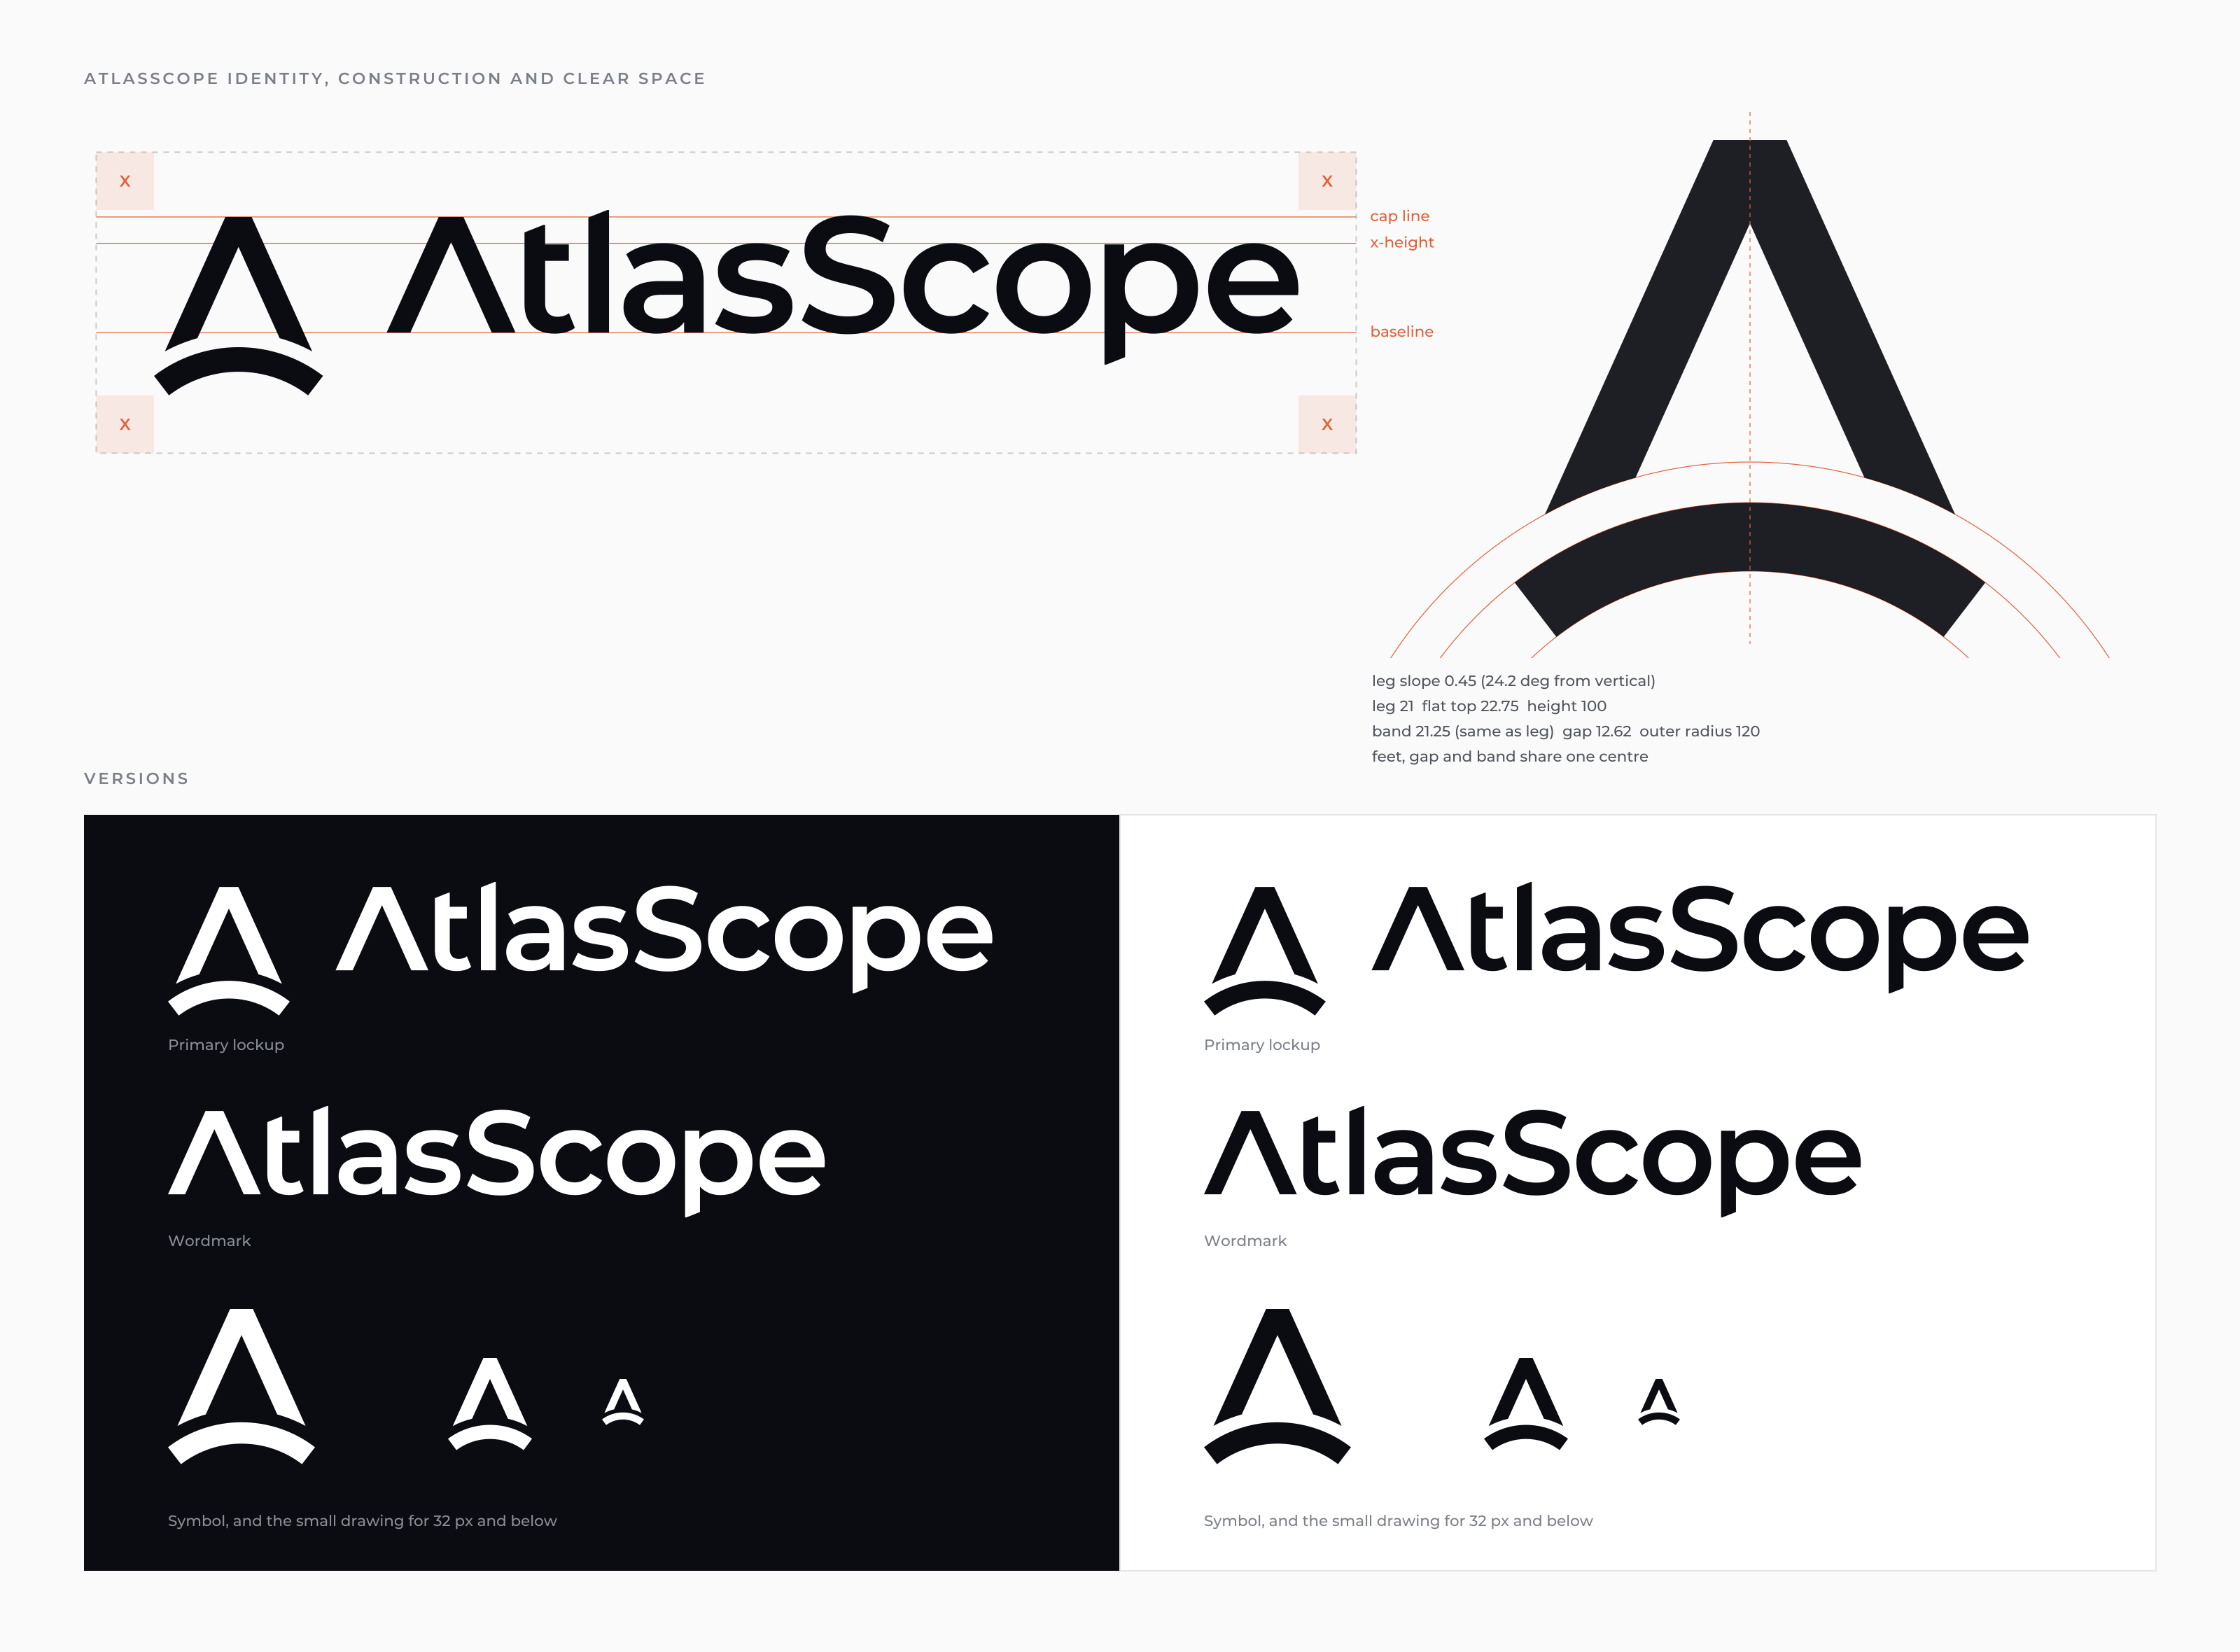 ATLASSCOPE IDENTITY, CONSTRUCTION AND CLEAR SPACE
x
x
AtlasScope
cap line
x-height
baseline
x
x
leg slope 0.45 (24.2 deg from vertical)
leg 21 flat top 22.75 height 100
band 21.25 (same as leg) gap 12.62 outer radius 120
feet, gap and band share one centre
VERSIONS
AtlasScope
Primary lockup
AtlasScope
Wordmark
Symbol, and the small drawing for 32 px and below
AtlasScope
Primary lockup
AtlasScope
Wordmark
Symbol, and the small drawing for 32 px and below